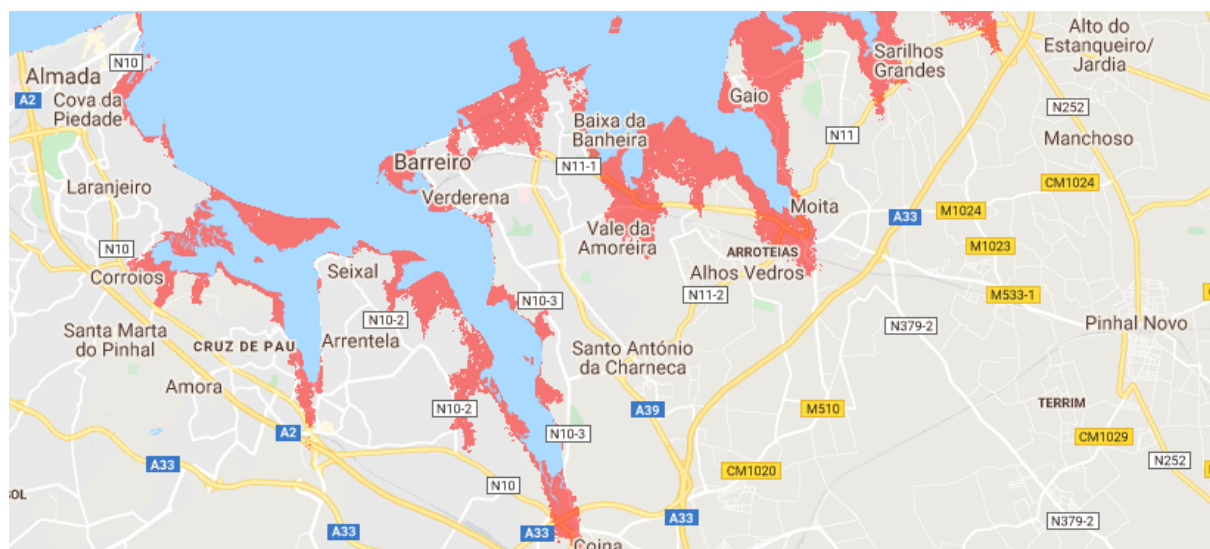 N10
Almada
A2
Cova da
Piedade
Laranjeiro
N10
Corroios
Santa Marta
do Pinhal
CRUZ DE PAU
Amora
A2
A33
A33
Seixal
N10-2
Arrentela
N10-2
N10
A33
Coina
Barreiro
Verderena
N10-3
N10-3
Santo António
da Charneca
A39
Baixa da
Banheira
N11-1
Vale da
Amoreira
ARROTEIAS
Alhos Vedros
N11-2
Moita
Gaio
N11
Sarilhos
Grandes
A33
Alto do
Estanqueiro/
Jardia
N252
Manchoso
CM1024
M1024
M1023
M533-1
N379-2
Pinhal Novo
M510
TERRIM
CM1029
N252
CM1020
A33
N379-2